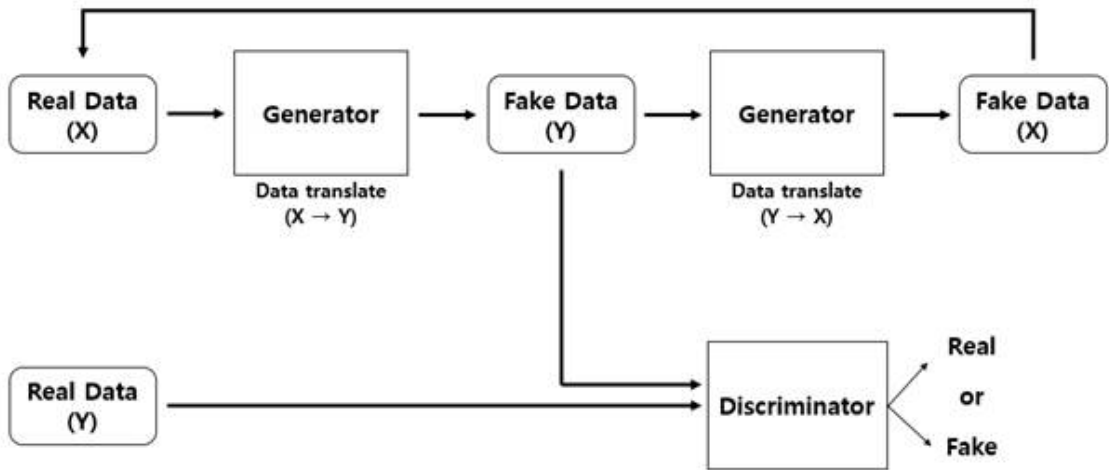 Real Data
(X)
Generator
Data translate
(X → Y)
Fake Data
(Y)
Generator
Data translate
(Y → X)
Fake Data
(X)
Real Data
(Y)
Discriminator
Real
or
Fake